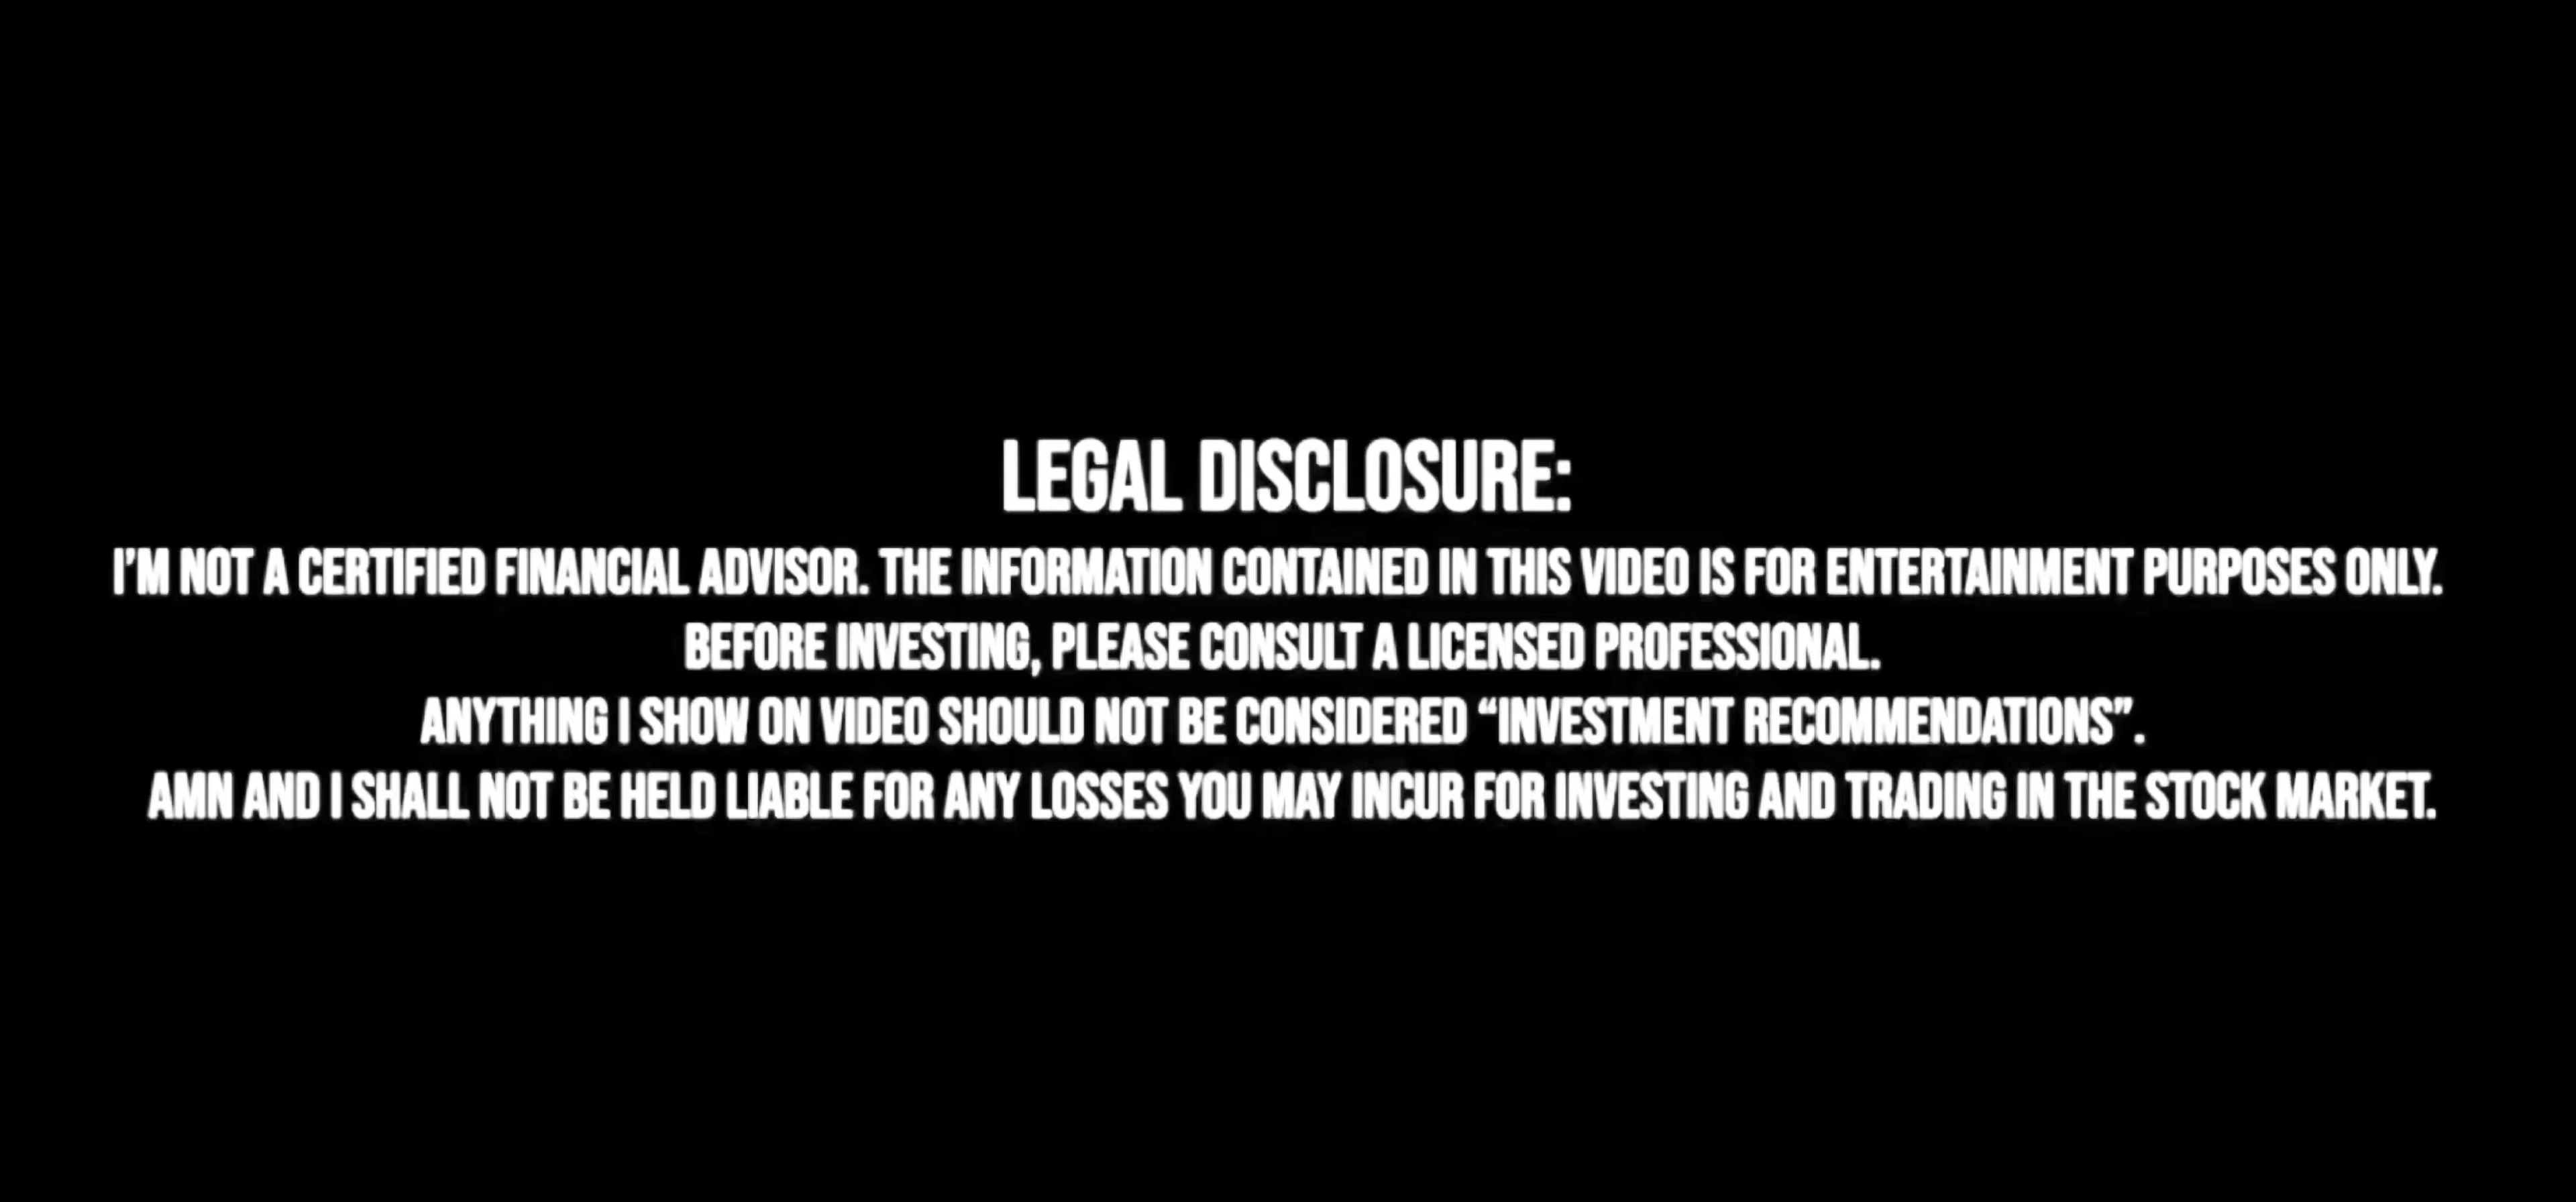 LEGAL DISCLOSURE:
I’M NOT A CERTIFIED FINANCIAL ADVISOR. THE INFORMATION CONTAINED IN THIS VIDEO IS FOR ENTERTAINMENT PURPOSES ONLY.
BEFORE INVESTING, PLEASE CONSULT A LICENSED PROFESSIONAL.
ANYTHING I SHOW ON VIDEO SHOULD NOT BE CONSIDERED “INVESTMENT RECOMMENDATIONS”.
AMN AND I SHALL NOT BE HELD LIABLE FOR ANY LOSSES YOU MAY INCUR FOR INVESTING AND TRADING IN THE STOCK MARKET.